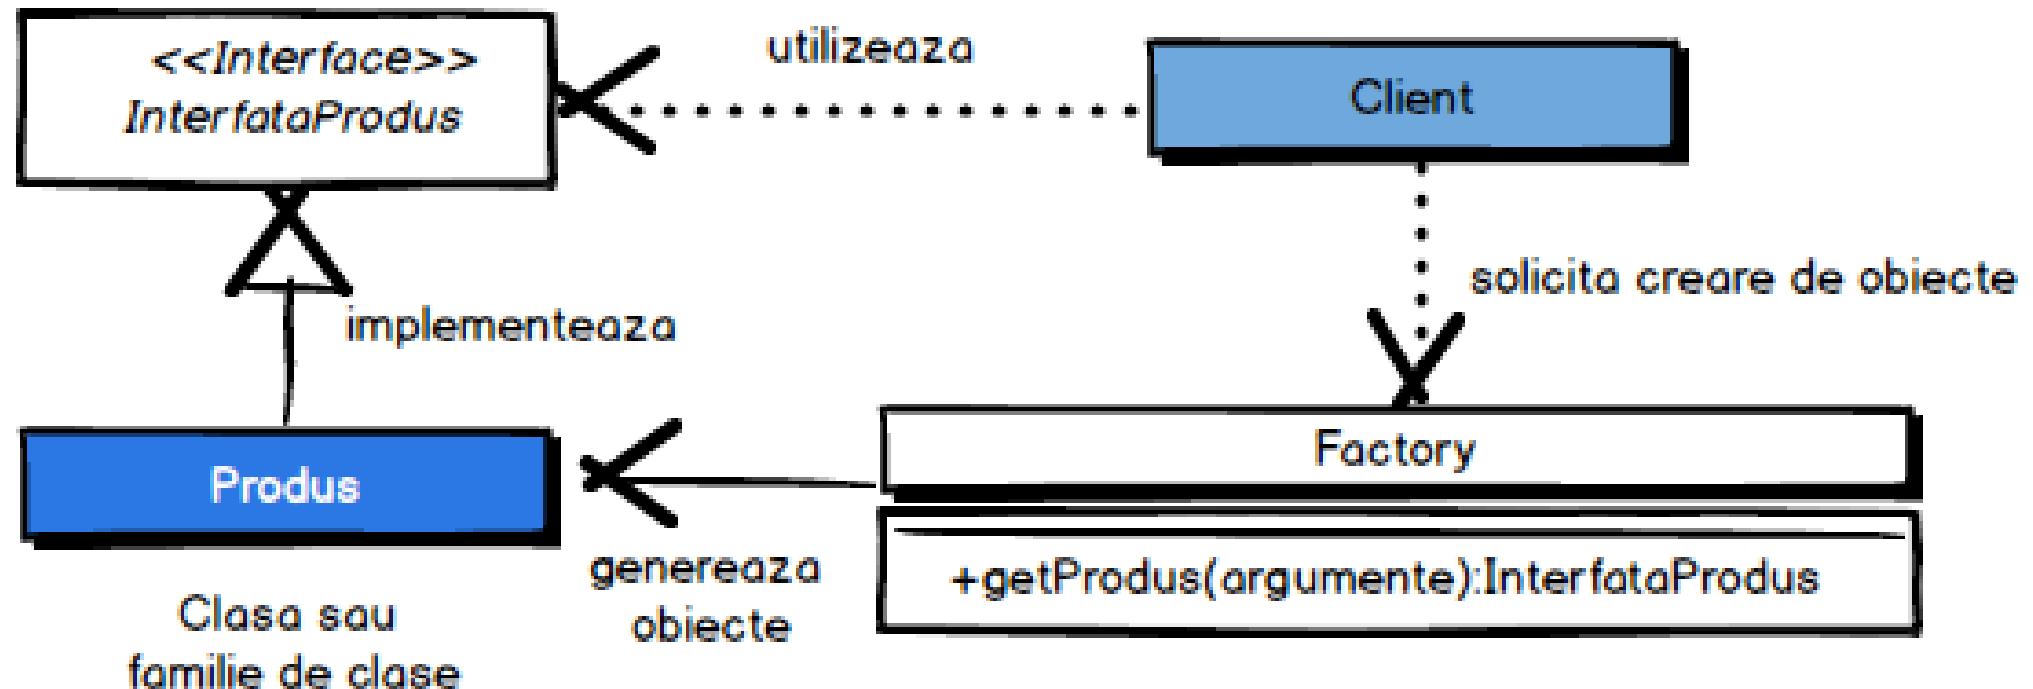 <<Interface>>
InterfataProdus
utilizeaza
Client
solicita creare de obiecte
implementeaza
Factory
+getProdus(argumente):InterfataProdus
Produs
genereaza
obiecte
Clasa sau
familie de clase